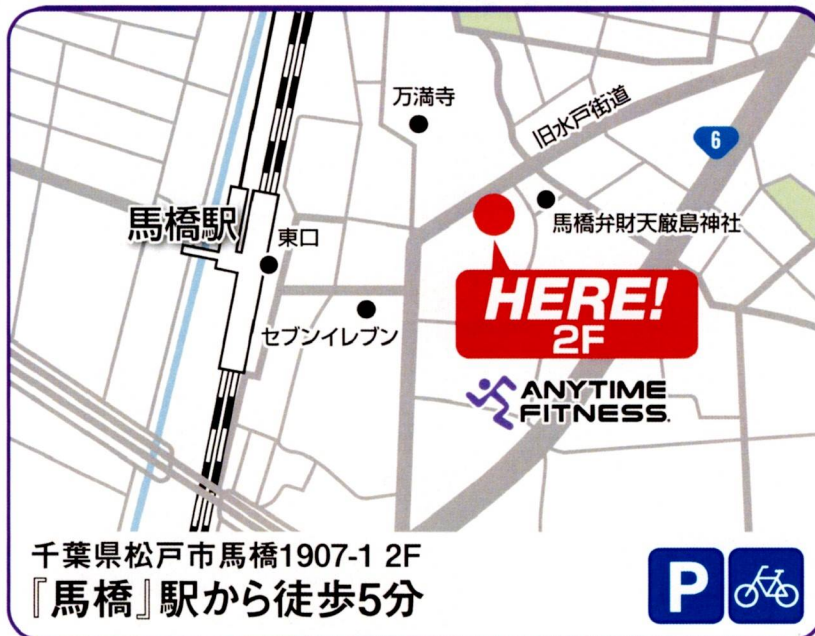 万満寺
旧水戸街道
6
馬橋駅
東口
馬橋弁財天厳島神社
セブンイレブン
HERE!
2F
ANYTIME
FITNESS.
千葉県松戸市馬橋1907-1 2F
『馬橋』駅から徒歩5分
P